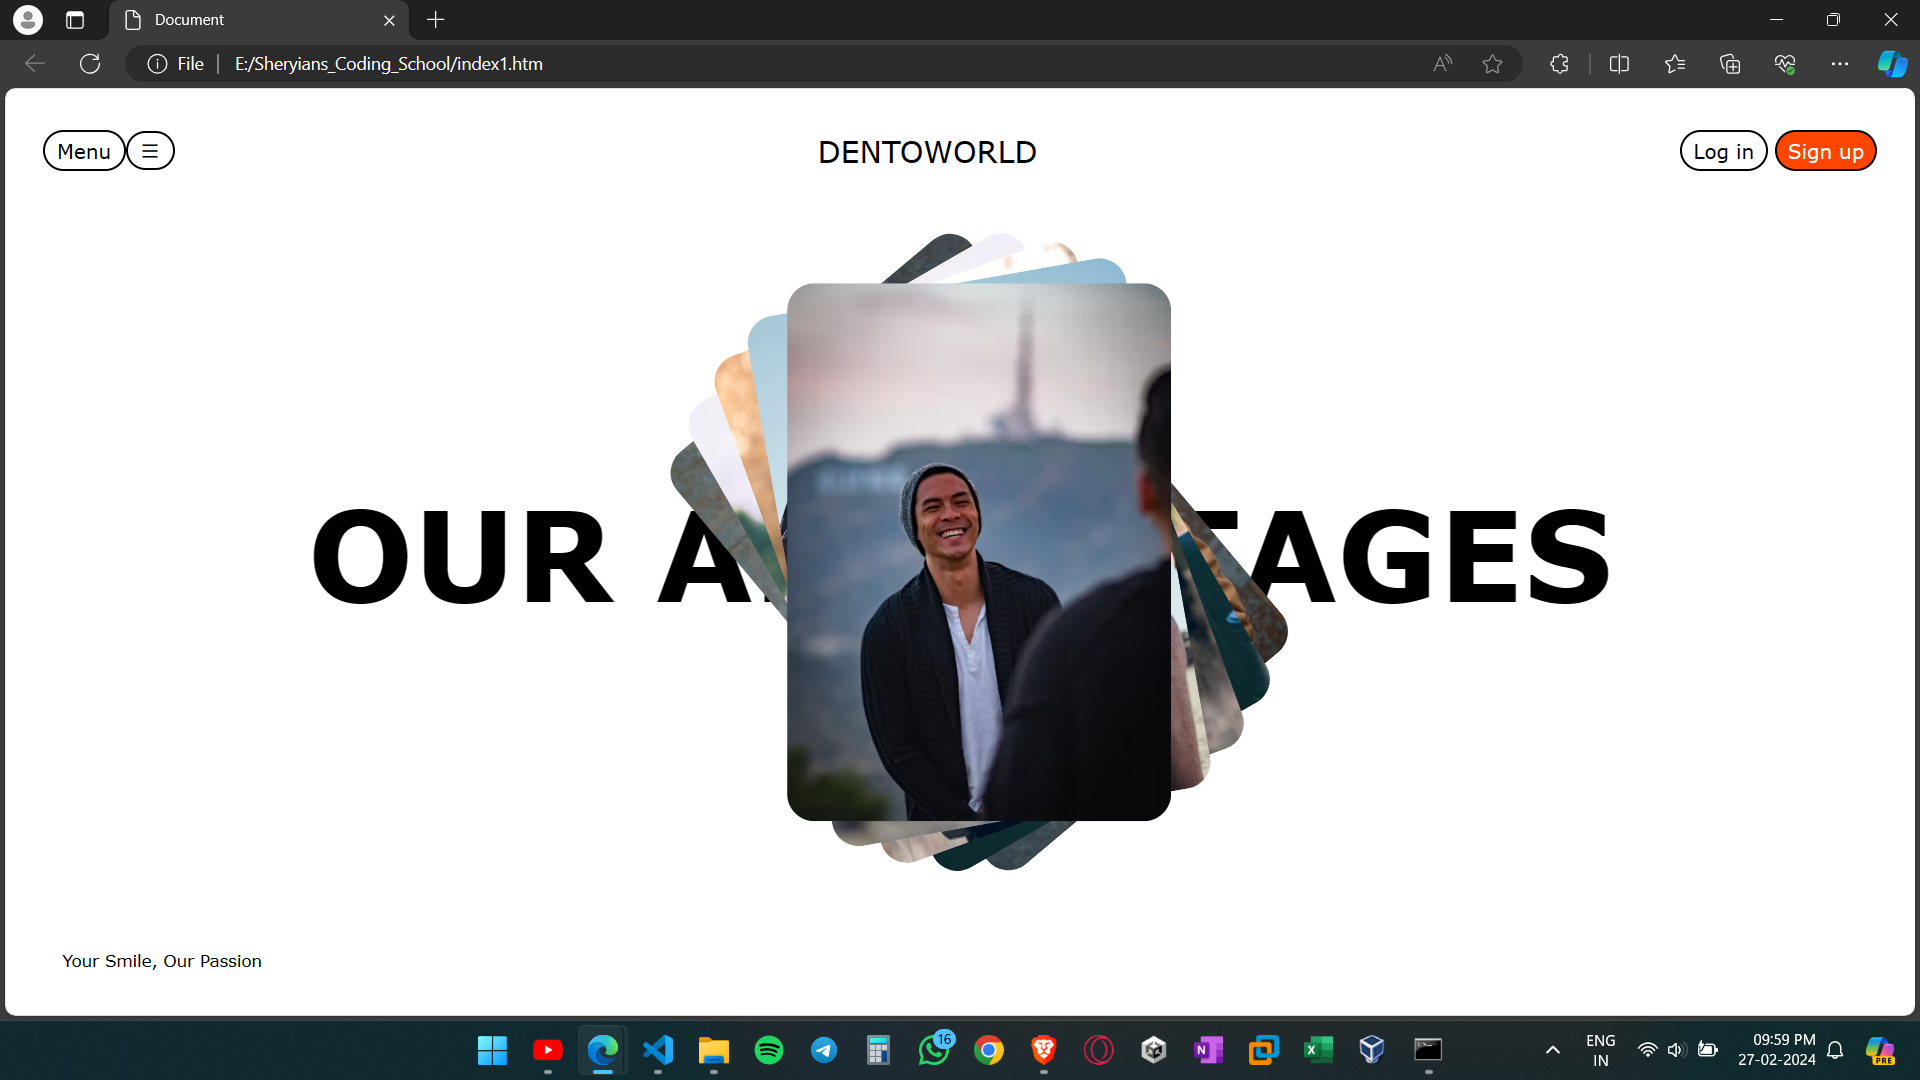 Document
File
E:/Sheryians_Coding_School/index1.htm
Menu
DENTOWORLD
Log in
Sign up
OUR A
TAGES
Your Smile, Our Passion
16
ENG
IN
09:59 PM
27-02-2024
PRE